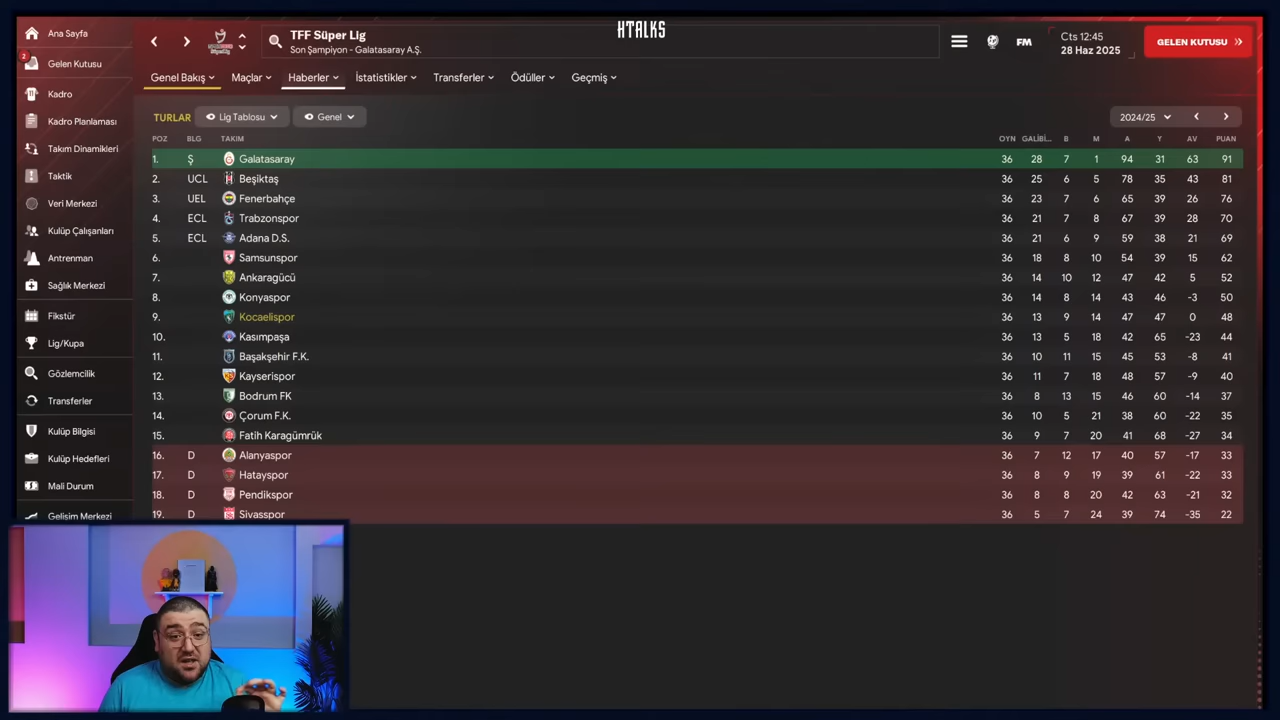 HTALKS
Ana Sayfa
2
Gelen Kutusu
Kadro
Kadro Planlaması
Takım Dinamikleri
Taktik
Veri Merkezi
Kulüp Çalışanları
Antrenman
Sağlık Merkezi
Fikstür
Lig/Kupa
Gözlemcilik
Transferler
Kulüp Bilgisi
Kulüp Hedefleri
Mali Durum
Gelişim Merkezi
TFF Süper Lig
Son Şampiyon - Galatasaray A.Ş.
FM
Cts 12:45
28 Haz 2025
GELEN KUTUSU
Genel Bakış Maçlar Haberler İstatistikler Transferler Ödüller Geçmiş
TURLAR Lig Tablosu Genel 2024/25
POZ BLG TAKIM OYN GALİBİ... B M A Y AV PUAN
1. Ş Galatasaray 36 28 7 1 94 31 63 91
2. UCL Beşiktaş 36 25 6 5 78 35 43 81
3. UEL Fenerbahçe 36 23 7 6 65 39 26 76
4. ECL Trabzonspor 36 21 7 8 67 39 28 70
5. ECL Adana D.S. 36 21 6 9 59 38 21 69
6. Samsunspor 36 18 8 10 54 39 15 62
7. Ankaragücü 36 14 10 12 47 42 5 52
8. Konyaspor 36 14 8 14 43 46 -3 50
9. Kocaelispor 36 13 9 14 47 47 0 48
10. Kasımpaşa 36 13 5 18 42 65 -23 44
11. Başakşehir F.K. 36 10 11 15 45 53 -8 41
12. Kayserispor 36 11 7 18 48 57 -9 40
13. Bodrum FK 36 8 13 15 46 60 -14 37
14. Çorum F.K. 36 10 5 21 38 60 -22 35
15. Fatih Karagümrük 36 9 7 20 41 68 -27 34
16. D Alanyaspor 36 7 12 17 40 57 -17 33
17. D Hatayspor 36 8 9 19 39 61 -22 33
18. D Pendikspor 36 8 8 20 42 63 -21 32
19. D Sivasspor 36 5 7 24 39 74 -35 22